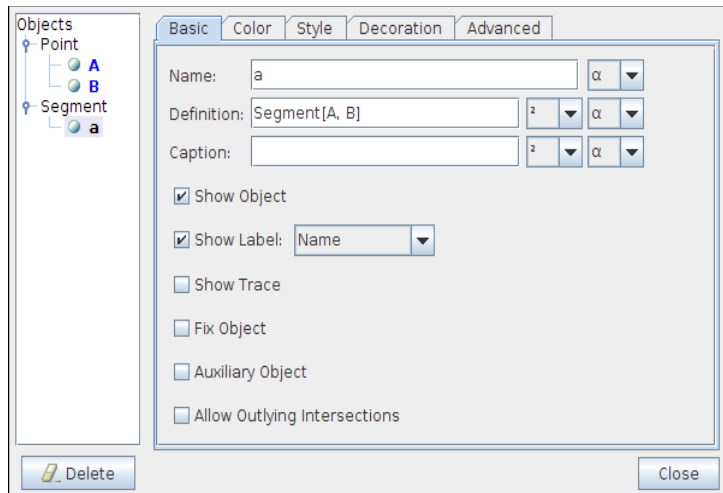 Objects
Point
A
B
Segment
a
Basic Color Style Decoration Advanced
Name: a α
Definition: Segment[A, B] ² α
Caption: ² α
Show Object
Show Label: Name
Show Trace
Fix Object
Auxiliary Object
Allow Outlying Intersections
Delete
Close